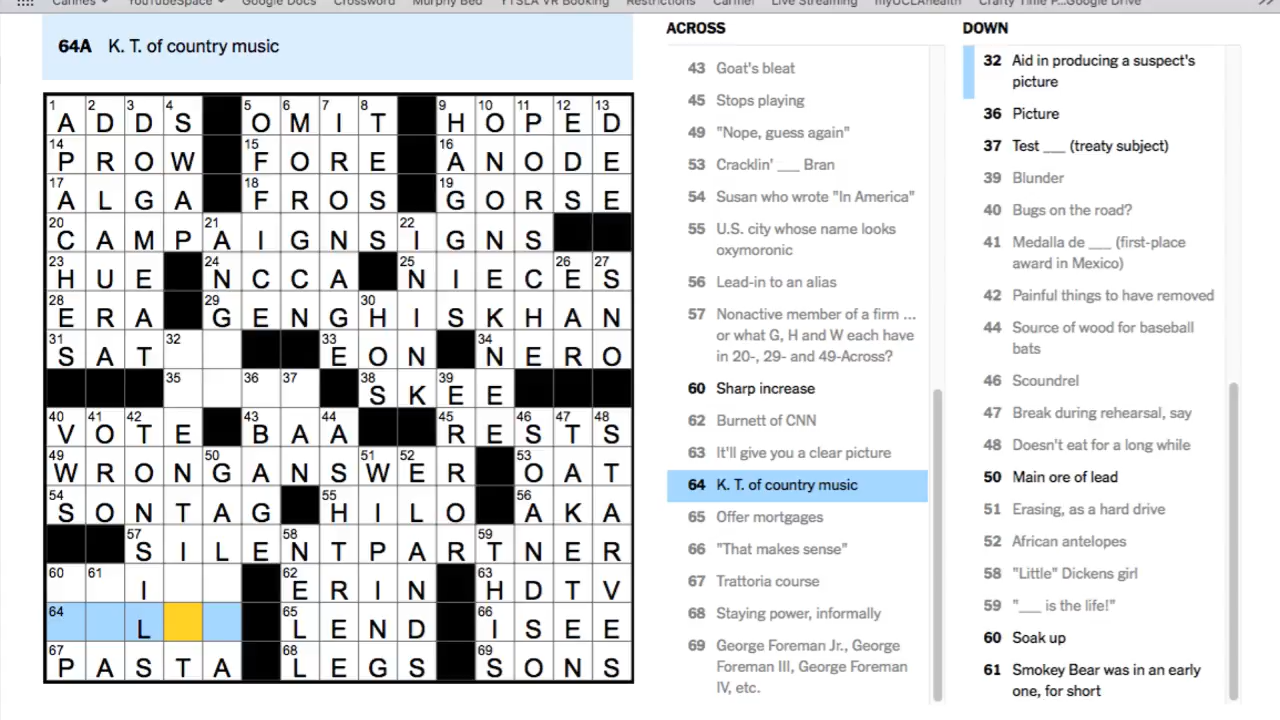 Cannes YouTubeSpace Google Docs Crossword Murphy Bed YTSLA VR Booking Restrictions Carmel Live Streaming myUCLAhealth Crafty Time P...Google Drive >>
64A K. T. of country music
1 2 3 4 5 6 7 8 9 10 11 12 13
A D D S O M I T H O P E D
14 15 16
P R O W F O R E A N O D E
17 18 19
A L G A F R O S G O R S E
20 21 22
C A M P A I G N S I G N S
23 24 25 26 27
H U E N C C A N I E C E S
28 29 30
E R A G E N G H I S K H A N
31 32 33 34
S A T E O N N E R O
35 36 37 38 39
S K E E
40 41 42 43 44 45 46 47 48
V O T E B A A R E S T S
49 50 51 52 53
W R O N G A N S W E R O A T
54 55 56
S O N T A G H I L O A K A
57 58 59
S I L E N T P A R T N E R
60 61 62 63
I E R I N H D T V
64 65 66
L L E N D I S E E
67 68 69
P A S T A L E G S S O N S
ACROSS
43 Goat's bleat
45 Stops playing
49 "Nope, guess again"
53 Cracklin' ___ Bran
54 Susan who wrote "In America"
55 U.S. city whose name looks
oxymoronic
56 Lead-in to an alias
57 Nonactive member of a firm ...
or what G, H and W each have
in 20-, 29- and 49-Across?
60 Sharp increase
62 Burnett of CNN
63 It'll give you a clear picture
64 K. T. of country music
65 Offer mortgages
66 "That makes sense"
67 Trattoria course
68 Staying power, informally
69 George Foreman Jr., George
Foreman III, George Foreman
IV, etc.
DOWN
32 Aid in producing a suspect's
picture
36 Picture
37 Test ___ (treaty subject)
39 Blunder
40 Bugs on the road?
41 Medalla de ___ (first-place
award in Mexico)
42 Painful things to have removed
44 Source of wood for baseball
bats
46 Scoundrel
47 Break during rehearsal, say
48 Doesn't eat for a long while
50 Main ore of lead
51 Erasing, as a hard drive
52 African antelopes
58 "Little" Dickens girl
59 "___ is the life!"
60 Soak up
61 Smokey Bear was in an early
one, for short